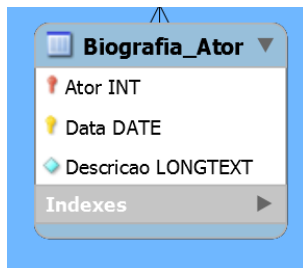 Biografia_Ator
Ator INT
Data DATE
Descricao LONGTEXT
Indexes